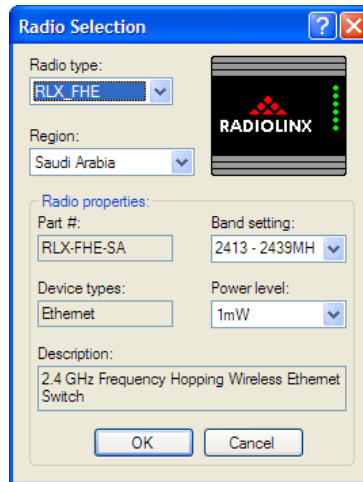 Radio Selection
Radio type:
RLX_FHE
RADIOLINX
Region:
Saudi Arabia
Radio properties:
Part #:
Band setting:
RLX-FHE-SA
2413 - 2439MH
Device types:
Power level:
Ethernet
1mW
Description:
2.4 GHz Frequency Hopping Wireless Ethernet
Switch
OK
Cancel